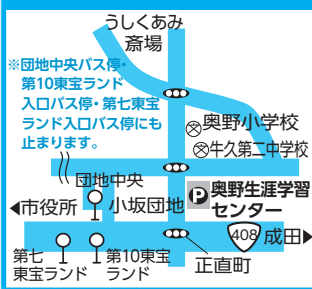 うしくあみ
斎場
※団地中央バス停・
第10東宝ランド
入口バス停・第七東宝
ランド入口バス停にも
止まります。
奥野小学校
牛久第二中学校
団地中央
◀市役所
小坂団地
P
奥野生涯学習
センター
408
成田▶
第七
東宝ランド
第10東宝
ランド
正直町